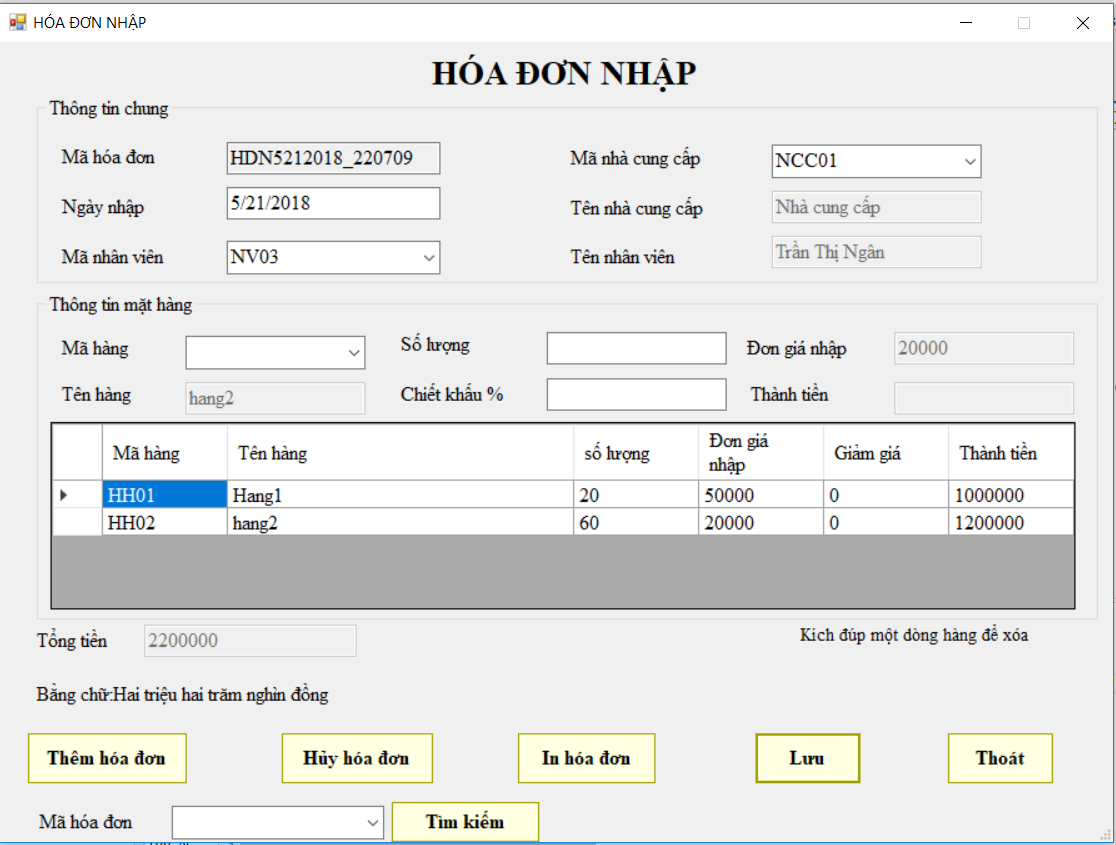 HÓA ĐƠN NHẬP
HÓA ĐƠN NHẬP
Thông tin chung
Mã hóa đơn HDN5212018_220709 Mã nhà cung cấp NCC01
Ngày nhập 5/21/2018 Tên nhà cung cấp Nhà cung cấp
Mã nhân viên NV03 Tên nhân viên Trần Thị Ngân
Thông tin mặt hàng
Mã hàng Số lượng Đơn giá nhập 20000
Tên hàng hang2 Chiết khấu % Thành tiền
Mã hàng Tên hàng số lượng Đơn giá nhập Giảm giá Thành tiền
HH01 Hang1 20 50000 0 1000000
HH02 hang2 60 20000 0 1200000
Tổng tiền 2200000 Kich đúp một dòng hàng để xóa
Bằng chữ:Hai triệu hai trăm nghìn đồng
Thêm hóa đơn Hủy hóa đơn In hóa đơn Lưu Thoát
Mã hóa đơn Tìm kiếm